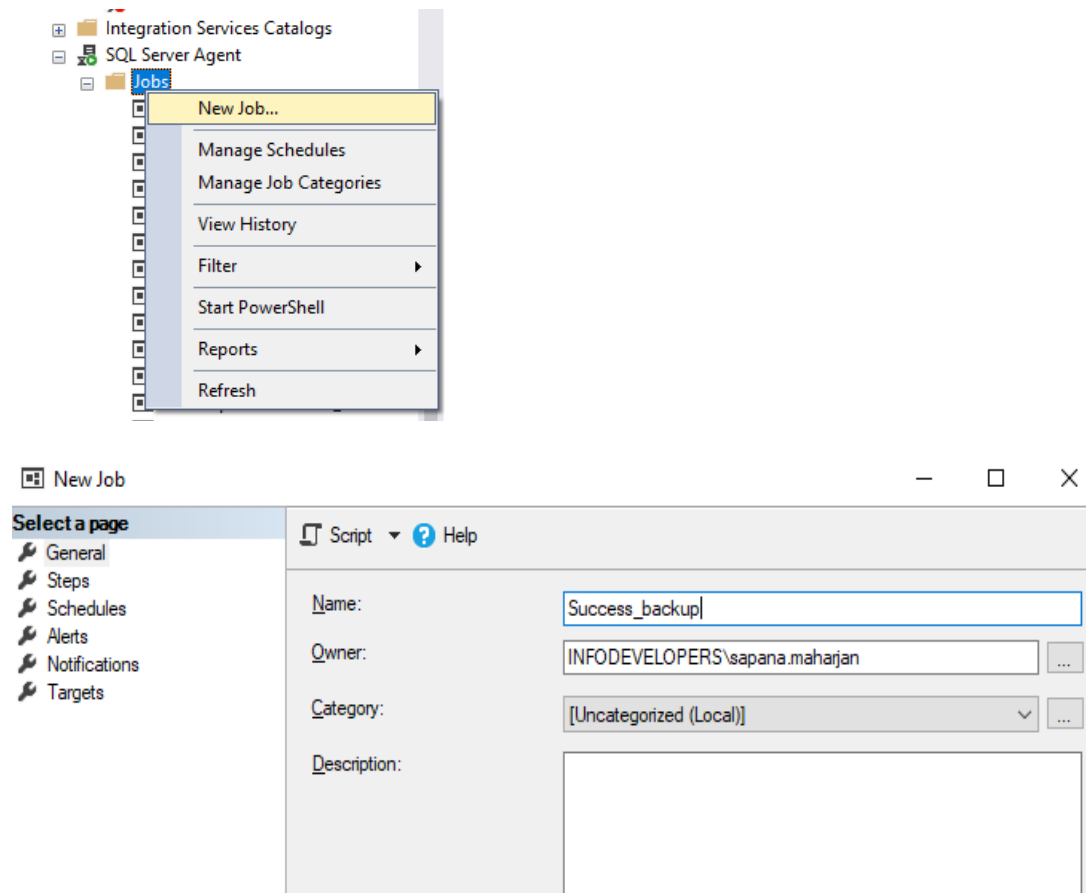 Integration Services Catalogs
SQL Server Agent
Jobs
New Job...
Manage Schedules
Manage Job Categories
View History
Filter
Start PowerShell
Reports
Refresh
New Job
Select a page
General
Steps
Schedules
Alerts
Notifications
Targets
Script
Help
Name:
Success_backup
Owner:
INFODEVELOPERS\sapana.maharjan
...
Category:
[Uncategorized (Local)]
...
Description: